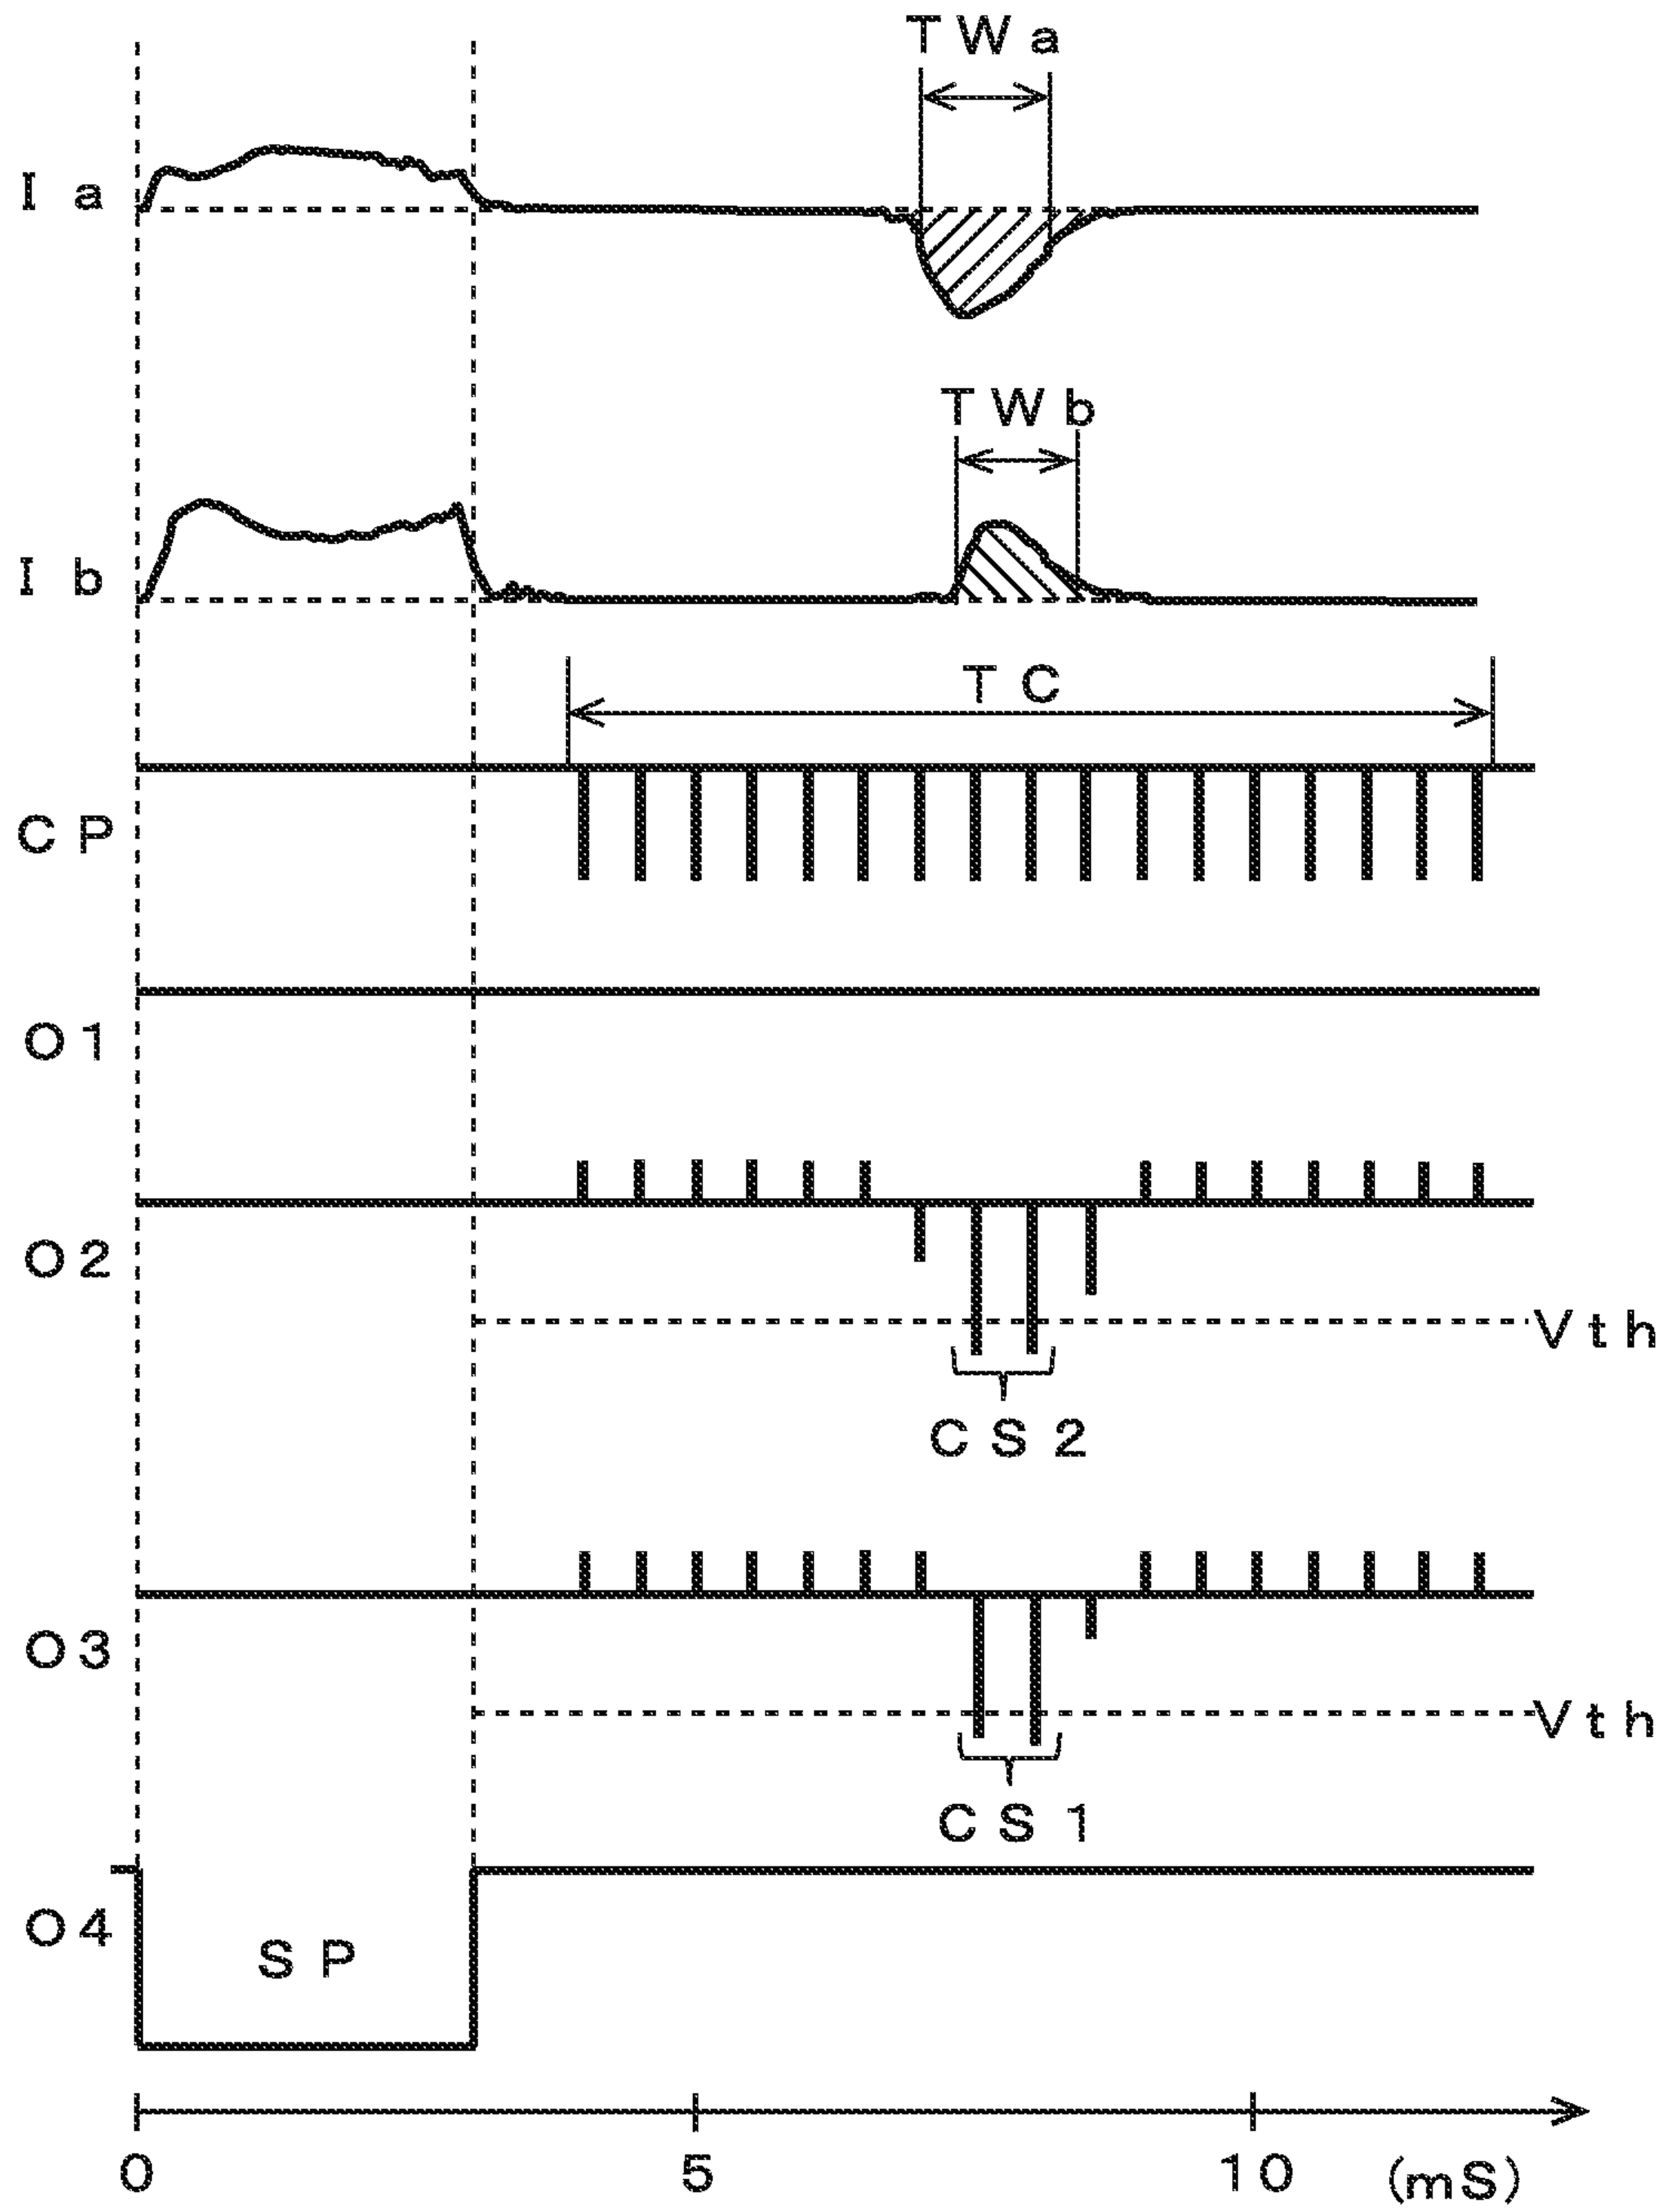 TWa
Ia
TWb
Ib
TC
CP
O1
O2
Vth
CS2
O3
Vth
CS1
O4
SP
0 5 10 (mS)